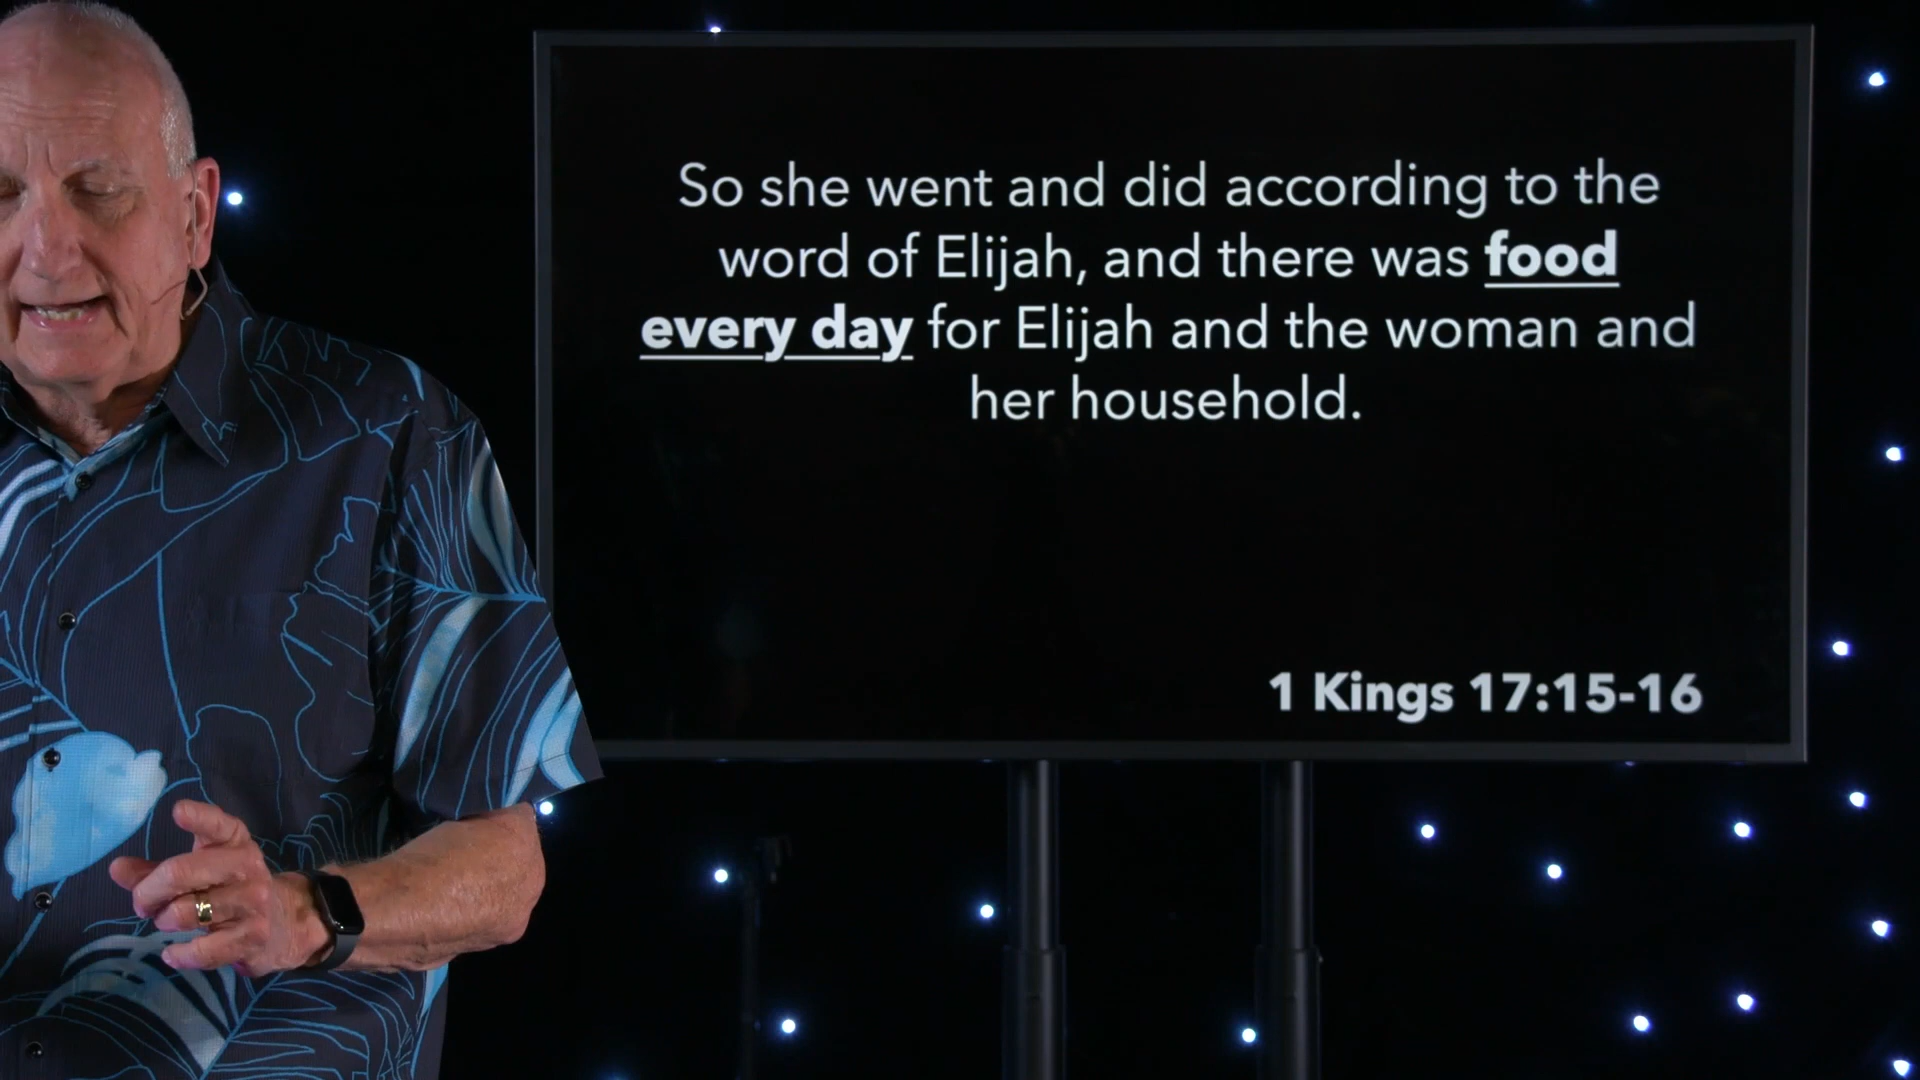 So she went and did according to the
word of Elijah, and there was food
every day for Elijah and the woman and
her household.
1 Kings 17:15-16